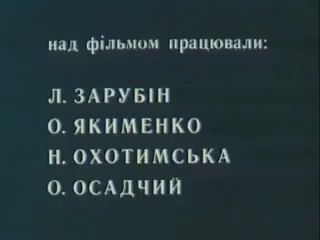 над фільмом працювали:
Л. ЗАРУБІН
О. ЯКИМЕНКО
Н. ОХОТИМСЬКА
О. ОСАДЧИЙ